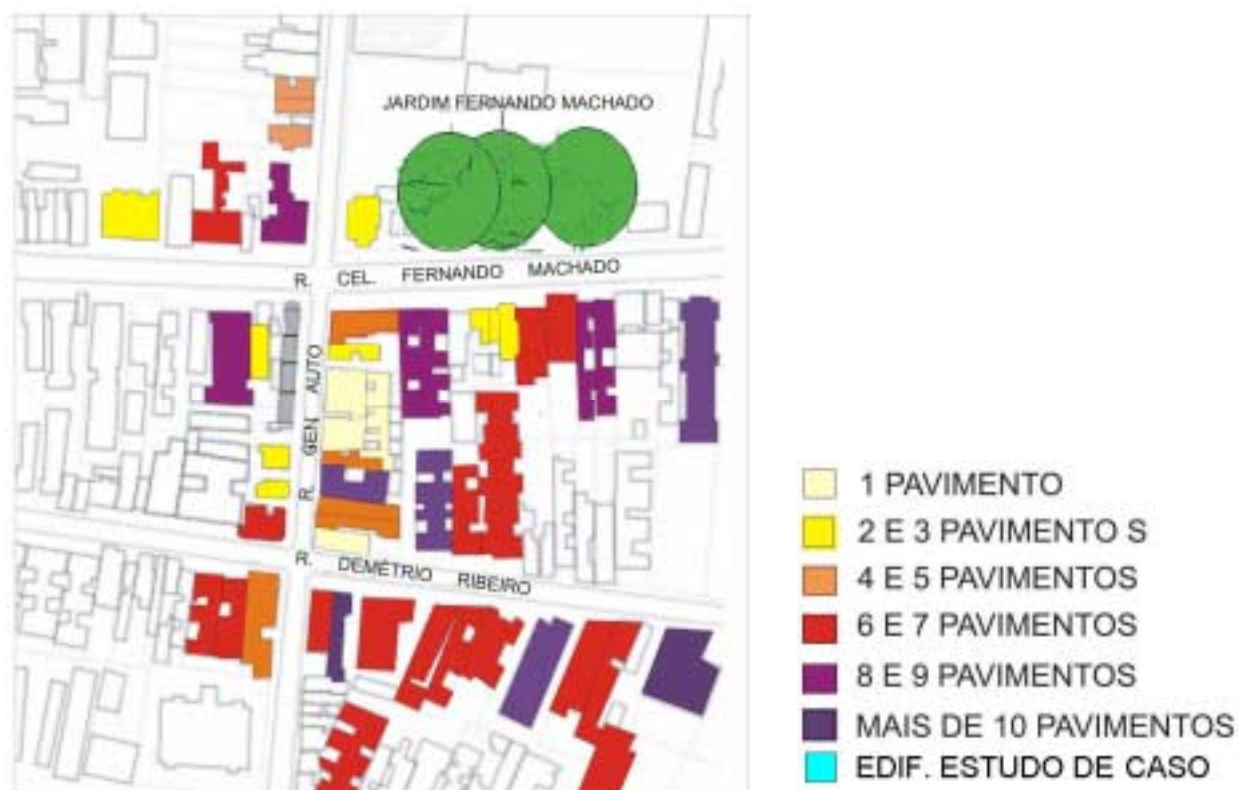 JARDIM FERNANDO MACHADO
R. CEL. FERNANDO MACHADO
R. GEN AUTO
R. DEMÉTRIO RIBEIRO
1 PAVIMENTO
2 E 3 PAVIMENTO S
4 E 5 PAVIMENTOS
6 E 7 PAVIMENTOS
8 E 9 PAVIMENTOS
MAIS DE 10 PAVIMENTOS
EDIF. ESTUDO DE CASO